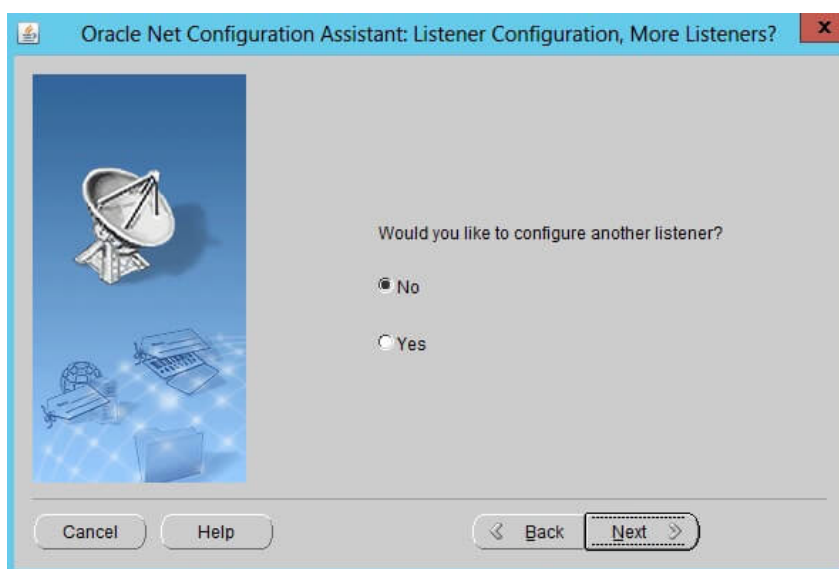 Oracle Net Configuration Assistant: Listener Configuration, More Listeners?
x
Would you like to configure another listener?
No
Yes
Cancel
Help
Back
Next